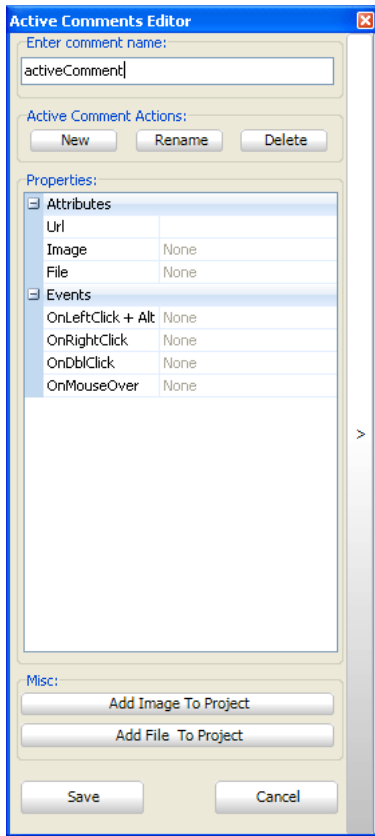 Active Comments Editor
Enter comment name:
activeComment
Active Comment Actions:
New Rename Delete
Properties:
Attributes
Url
Image None
File None
Events
OnLeftClick + Alt None
OnRightClick None
OnDblClick None
OnMouseOver None
>
Misc:
Add Image To Project
Add File To Project
Save Cancel